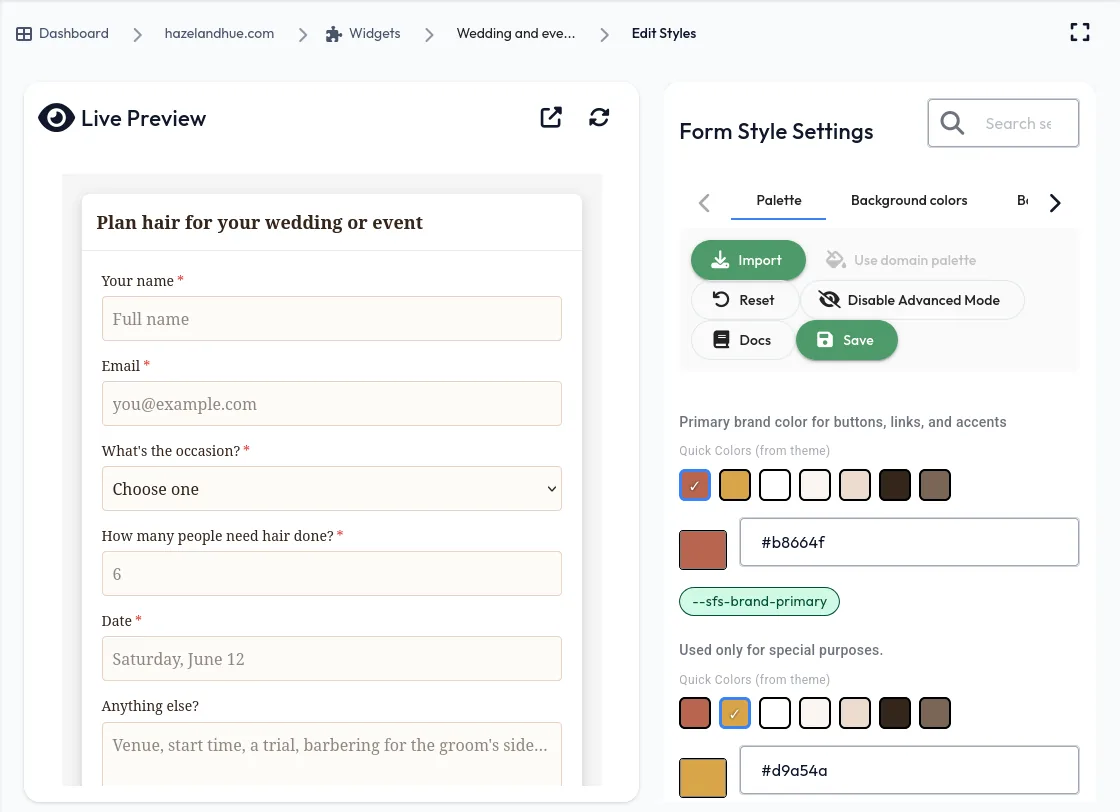 Dashboard
hazelandhue.com
Widgets
Wedding and eve...
Edit Styles
Live Preview
Plan hair for your wedding or event
Your name *
Full name
Email *
you@example.com
What's the occasion? *
Choose one
How many people need hair done? *
6
Date *
Saturday, June 12
Anything else?
Venue, start time, a trial, barbering for the groom's side...
Form Style Settings
Search se
Palette
Background colors
Import
Use domain palette
Reset
Disable Advanced Mode
Docs
Save
Primary brand color for buttons, links, and accents
Quick Colors (from theme)
#b8664f
--sfs-brand-primary
Used only for special purposes.
Quick Colors (from theme)
#d9a54a